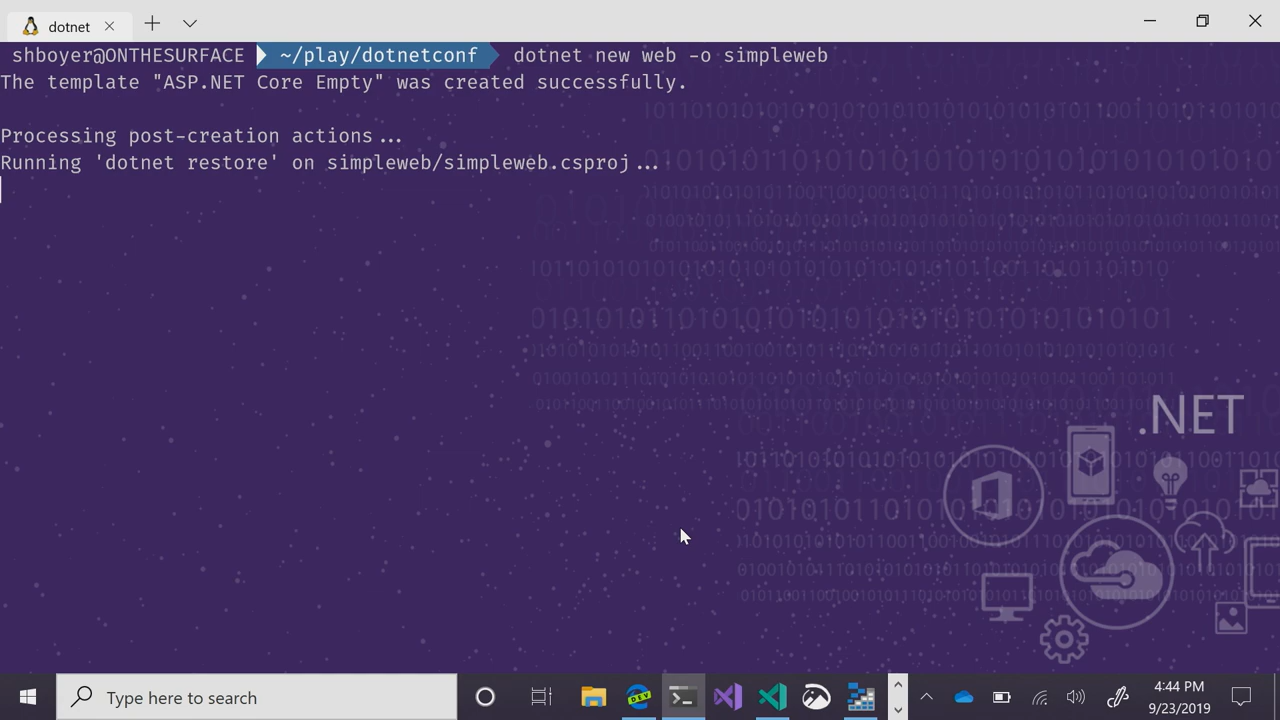 dotnet
shboyer@ONTHESURFACE ~/play/dotnetconf dotnet new web -o simpleweb
The template "ASP.NET Core Empty" was created successfully.
Processing post-creation actions...
Running 'dotnet restore' on simpleweb/simpleweb.csproj...
.NET
Type here to search
DEV
4:44 PM
9/23/2019